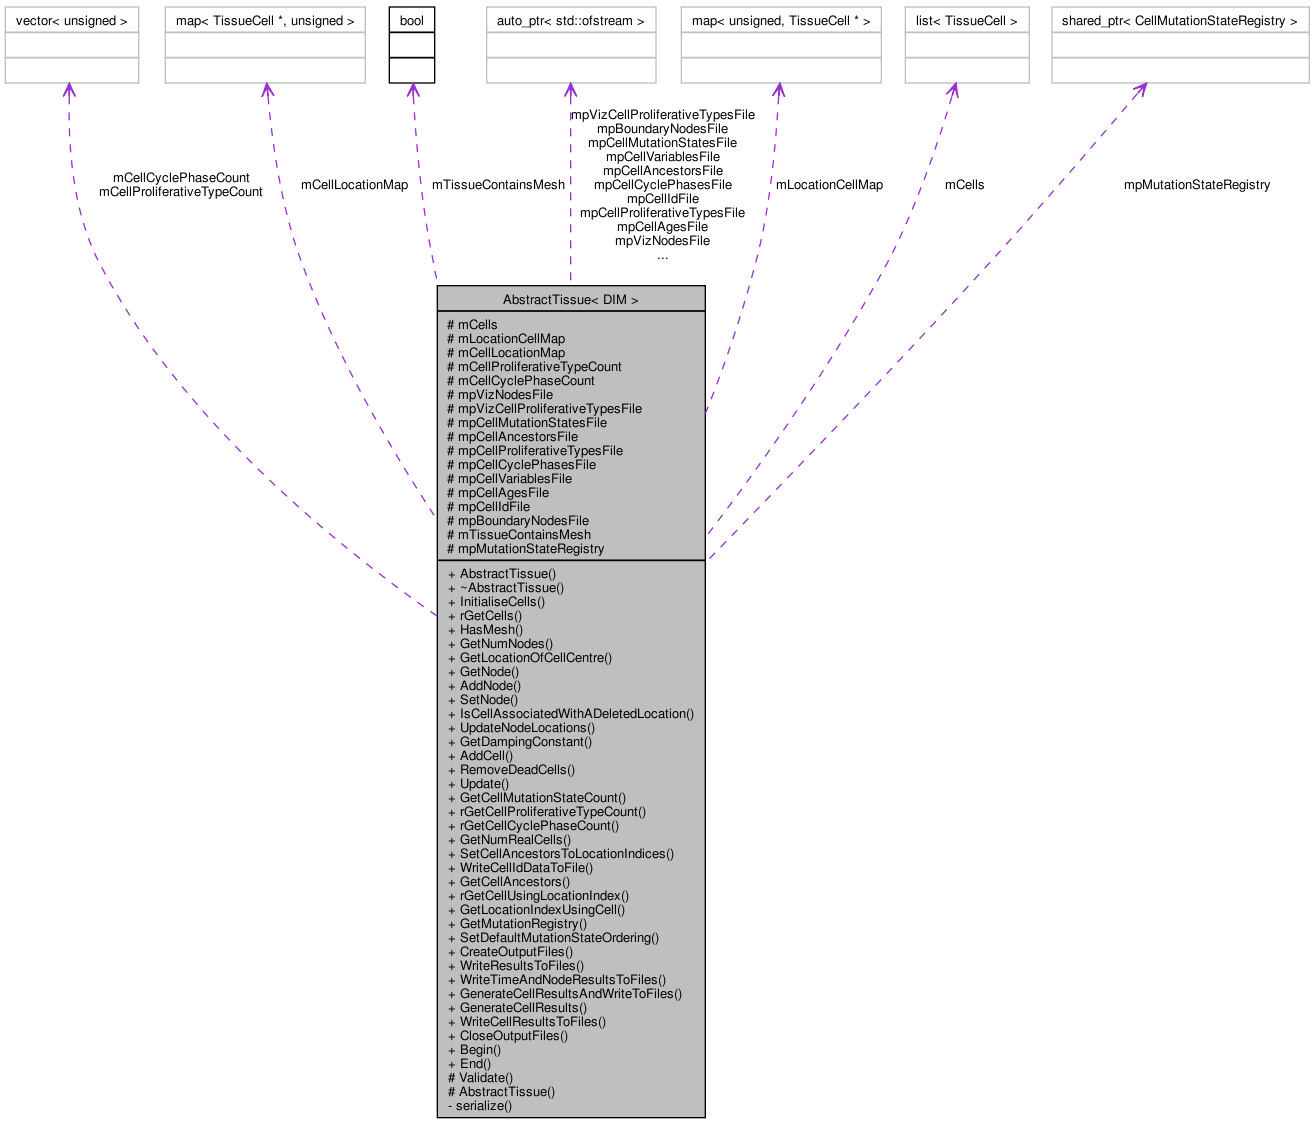 vector< unsigned >
map< TissueCell *, unsigned >
bool
auto_ptr< std::ofstream >
map< unsigned, TissueCell * >
list< TissueCell >
shared_ptr< CellMutationStateRegistry >
mCellCyclePhaseCount
mCellProliferativeTypeCount
mCellLocationMap
mTissueContainsMesh
mpVizCellProliferativeTypesFile
mpBoundaryNodesFile
mpCellMutationStatesFile
mpCellVariablesFile
mpCellAncestorsFile
mpCellCyclePhasesFile
mpCellIdFile
mpCellProliferativeTypesFile
mpCellAgesFile
mpVizNodesFile
...
mLocationCellMap
mCells
mpMutationStateRegistry
AbstractTissue< DIM >
# mCells
# mLocationCellMap
# mCellLocationMap
# mCellProliferativeTypeCount
# mCellCyclePhaseCount
# mpVizNodesFile
# mpVizCellProliferativeTypesFile
# mpCellMutationStatesFile
# mpCellAncestorsFile
# mpCellProliferativeTypesFile
# mpCellCyclePhasesFile
# mpCellVariablesFile
# mpCellAgesFile
# mpCellIdFile
# mpBoundaryNodesFile
# mTissueContainsMesh
# mpMutationStateRegistry
+ AbstractTissue()
+ ~AbstractTissue()
+ InitialiseCells()
+ rGetCells()
+ HasMesh()
+ GetNumNodes()
+ GetLocationOfCellCentre()
+ GetNode()
+ AddNode()
+ SetNode()
+ IsCellAssociatedWithADeletedLocation()
+ UpdateNodeLocations()
+ GetDampingConstant()
+ AddCell()
+ RemoveDeadCells()
+ Update()
+ GetCellMutationStateCount()
+ rGetCellProliferativeTypeCount()
+ rGetCellCyclePhaseCount()
+ GetNumRealCells()
+ SetCellAncestorsToLocationIndices()
+ WriteCellIdDataToFile()
+ GetCellAncestors()
+ rGetCellUsingLocationIndex()
+ GetLocationIndexUsingCell()
+ GetMutationRegistry()
+ SetDefaultMutationStateOrdering()
+ CreateOutputFiles()
+ WriteResultsToFiles()
+ WriteTimeAndNodeResultsToFiles()
+ GenerateCellResultsAndWriteToFiles()
+ GenerateCellResults()
+ WriteCellResultsToFiles()
+ CloseOutputFiles()
+ Begin()
+ End()
# Validate()
# AbstractTissue()
- serialize()